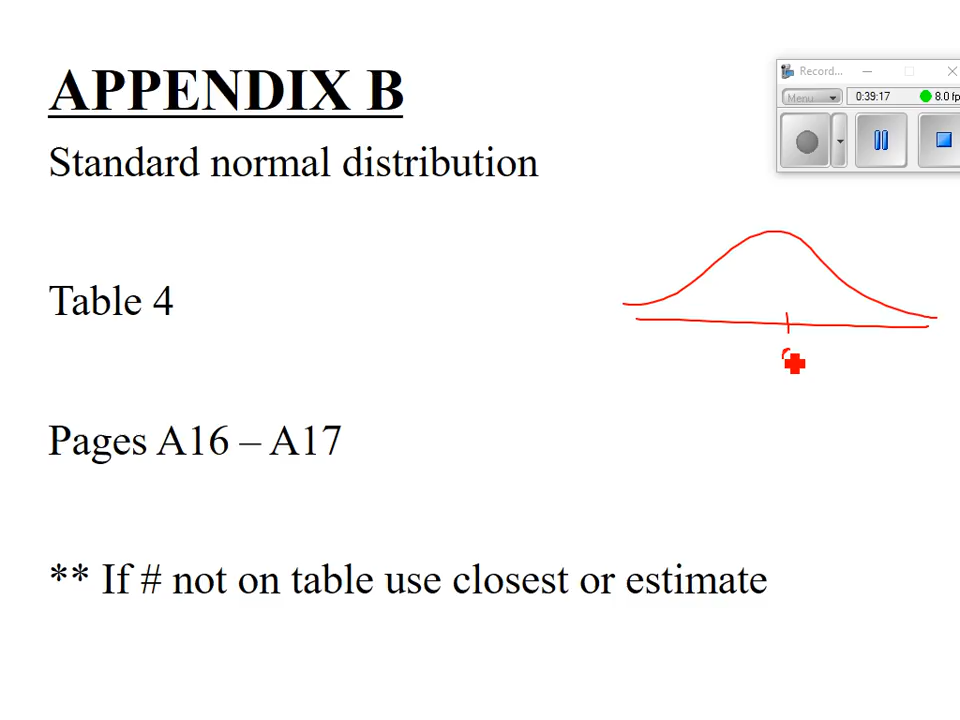 APPENDIX B
Record...
Menu
0:39:17
8.0 fp
Standard normal distribution
Table 4
Pages A16 – A17
** If # not on table use closest or estimate